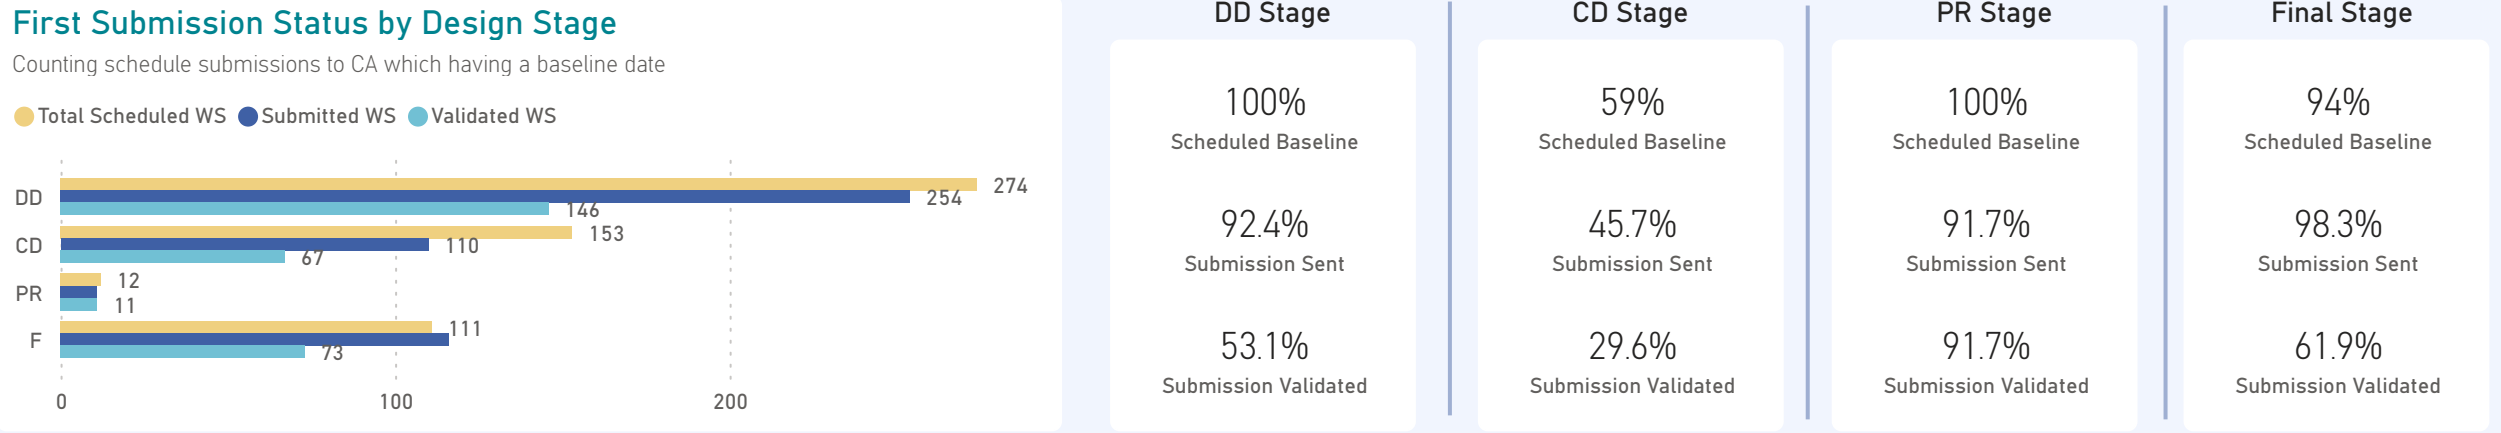 First Submission Status by Design Stage
Counting schedule submissions to CA which having a baseline date
Total Scheduled WS Submitted WS Validated WS
DD
274
254
146
CD
153
110
67
PR
12
11
F
111
73
0 100 200
DD Stage
100%
Scheduled Baseline
92.4%
Submission Sent
53.1%
Submission Validated
CD Stage
59%
Scheduled Baseline
45.7%
Submission Sent
29.6%
Submission Validated
PR Stage
100%
Scheduled Baseline
91.7%
Submission Sent
91.7%
Submission Validated
Final Stage
94%
Scheduled Baseline
98.3%
Submission Sent
61.9%
Submission Validated